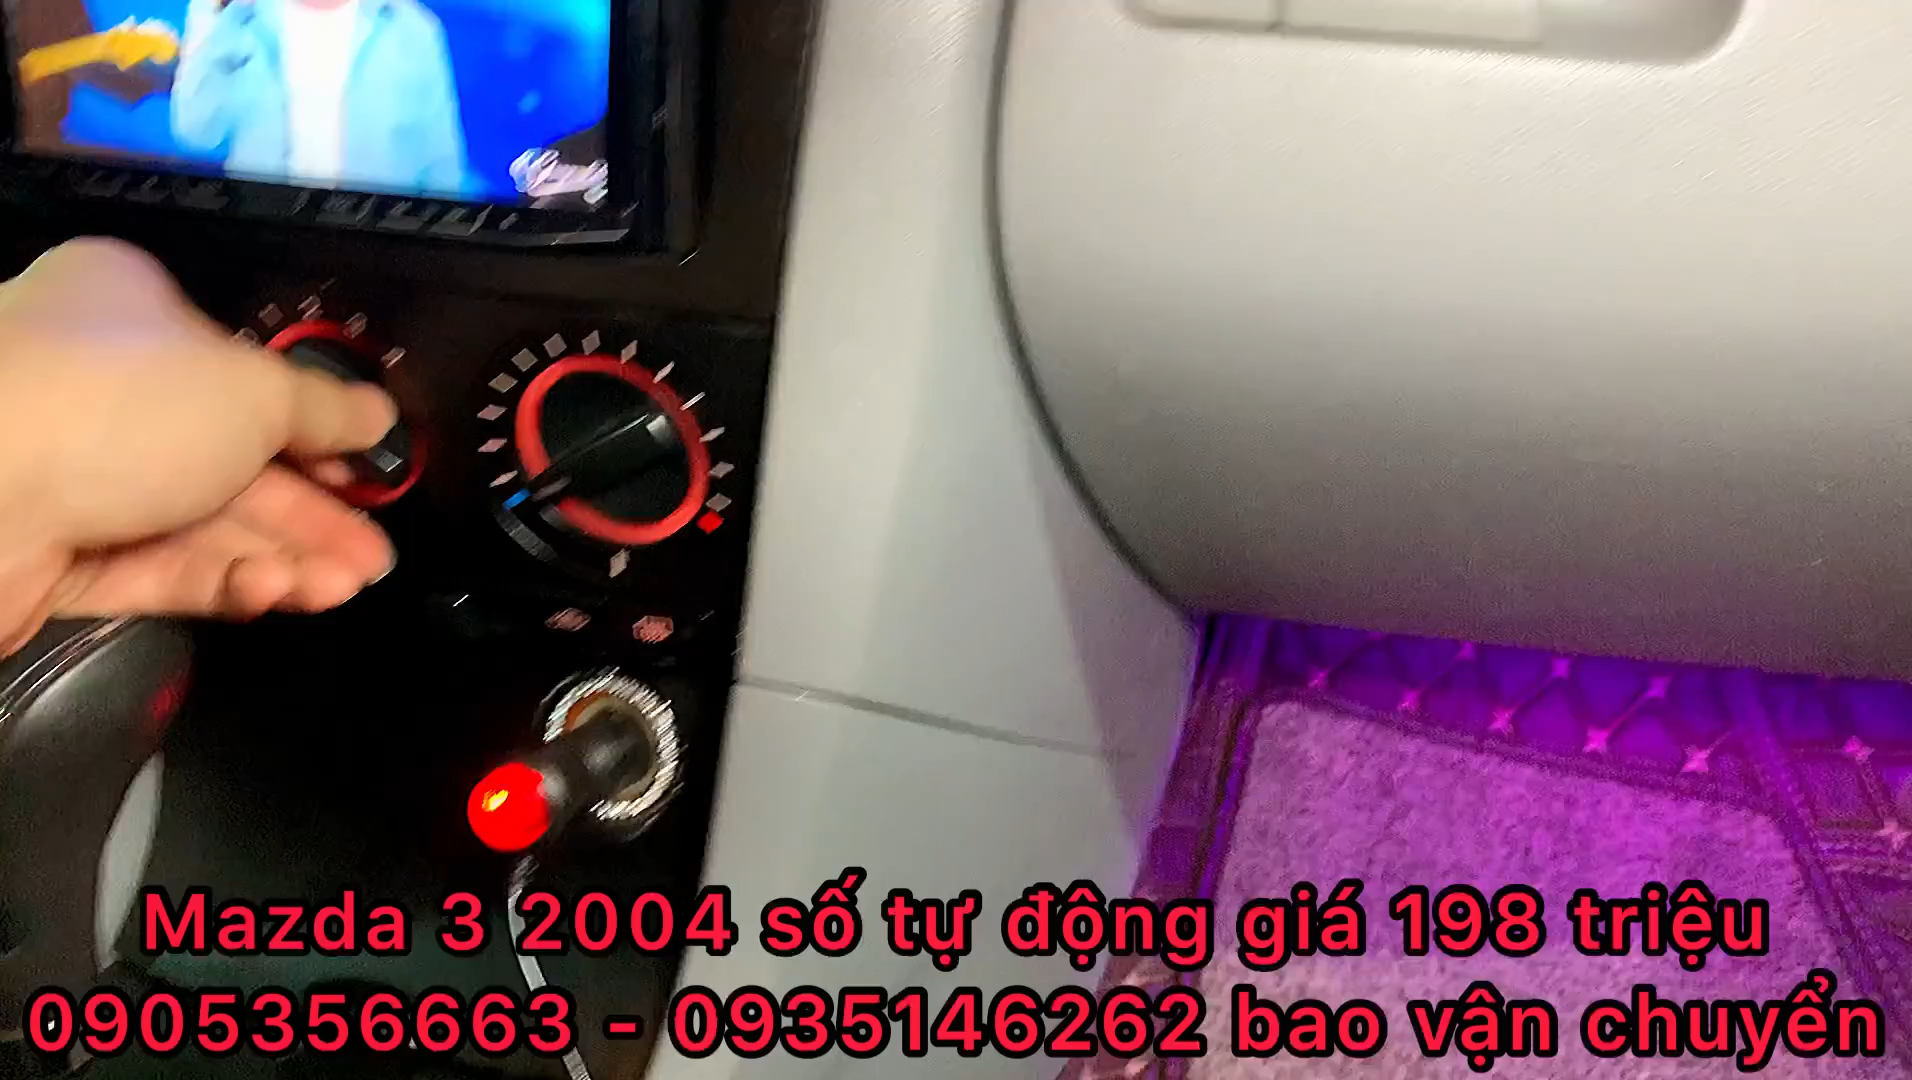 Mazda 3 2004 số tự động giá 198 triệu
0905356663 - 0935146262 bao vận chuyển